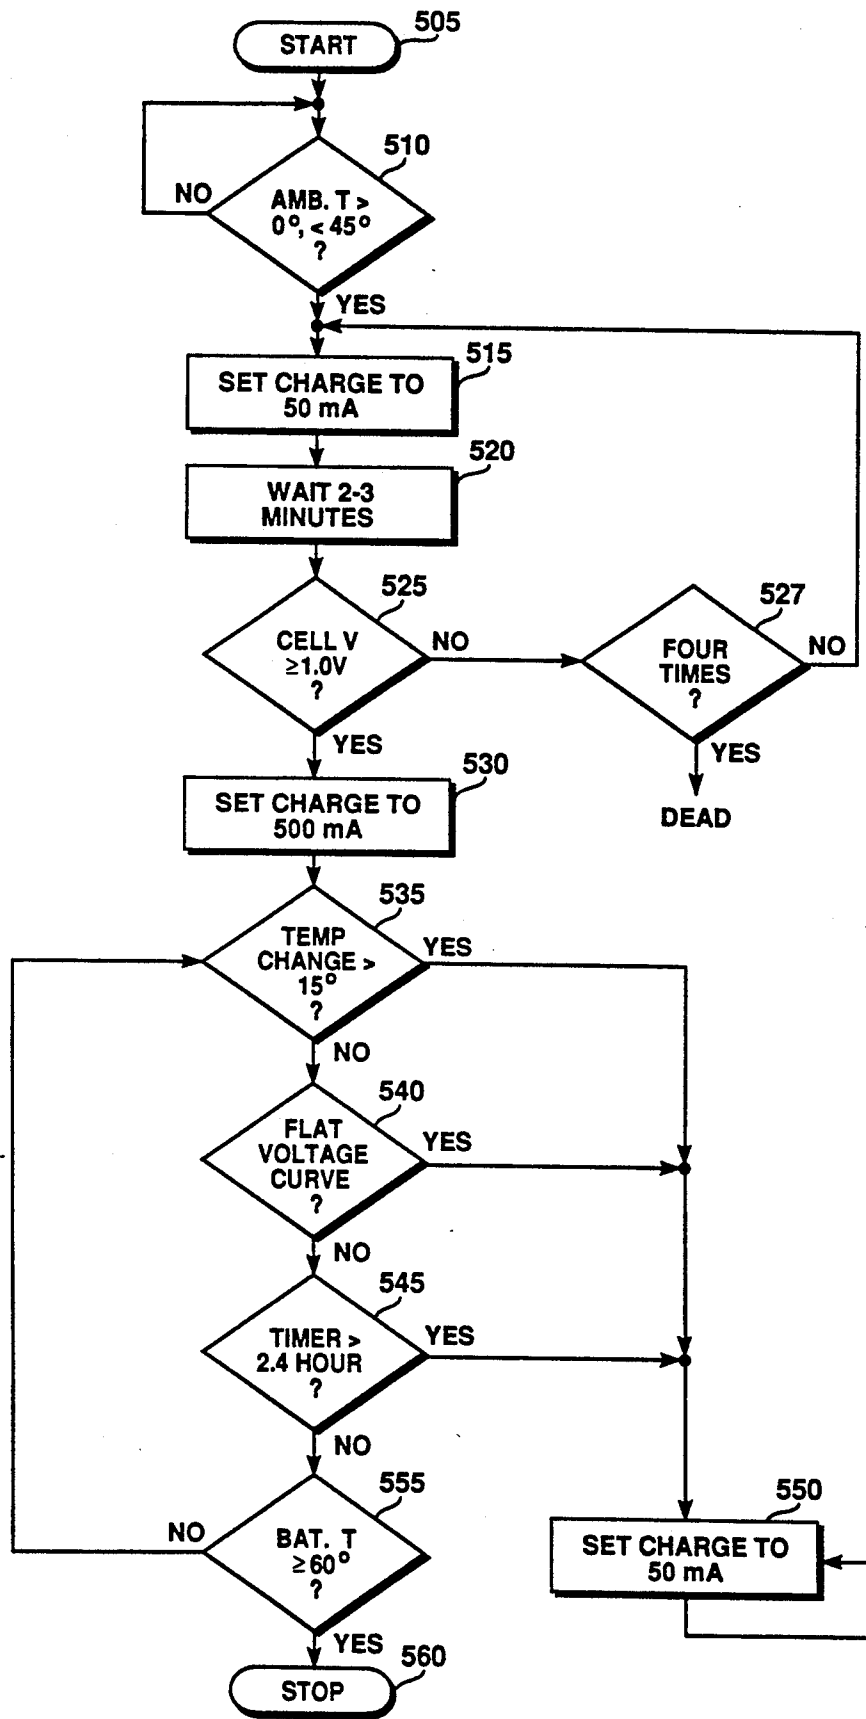 START
505
510
AMB. T >
0°, < 45°
?
NO
YES
515
SET CHARGE TO
50 mA
520
WAIT 2-3
MINUTES
525
CELL V
≥1.0V
?
NO
527
FOUR
TIMES
?
NO
YES
DEAD
YES
530
SET CHARGE TO
500 mA
535
TEMP
CHANGE >
15°
?
YES
NO
540
FLAT
VOLTAGE
CURVE
?
YES
NO
545
TIMER >
2.4 HOUR
?
YES
NO
555
BAT. T
≥60°
?
NO
YES
550
SET CHARGE TO
50 mA
560
STOP